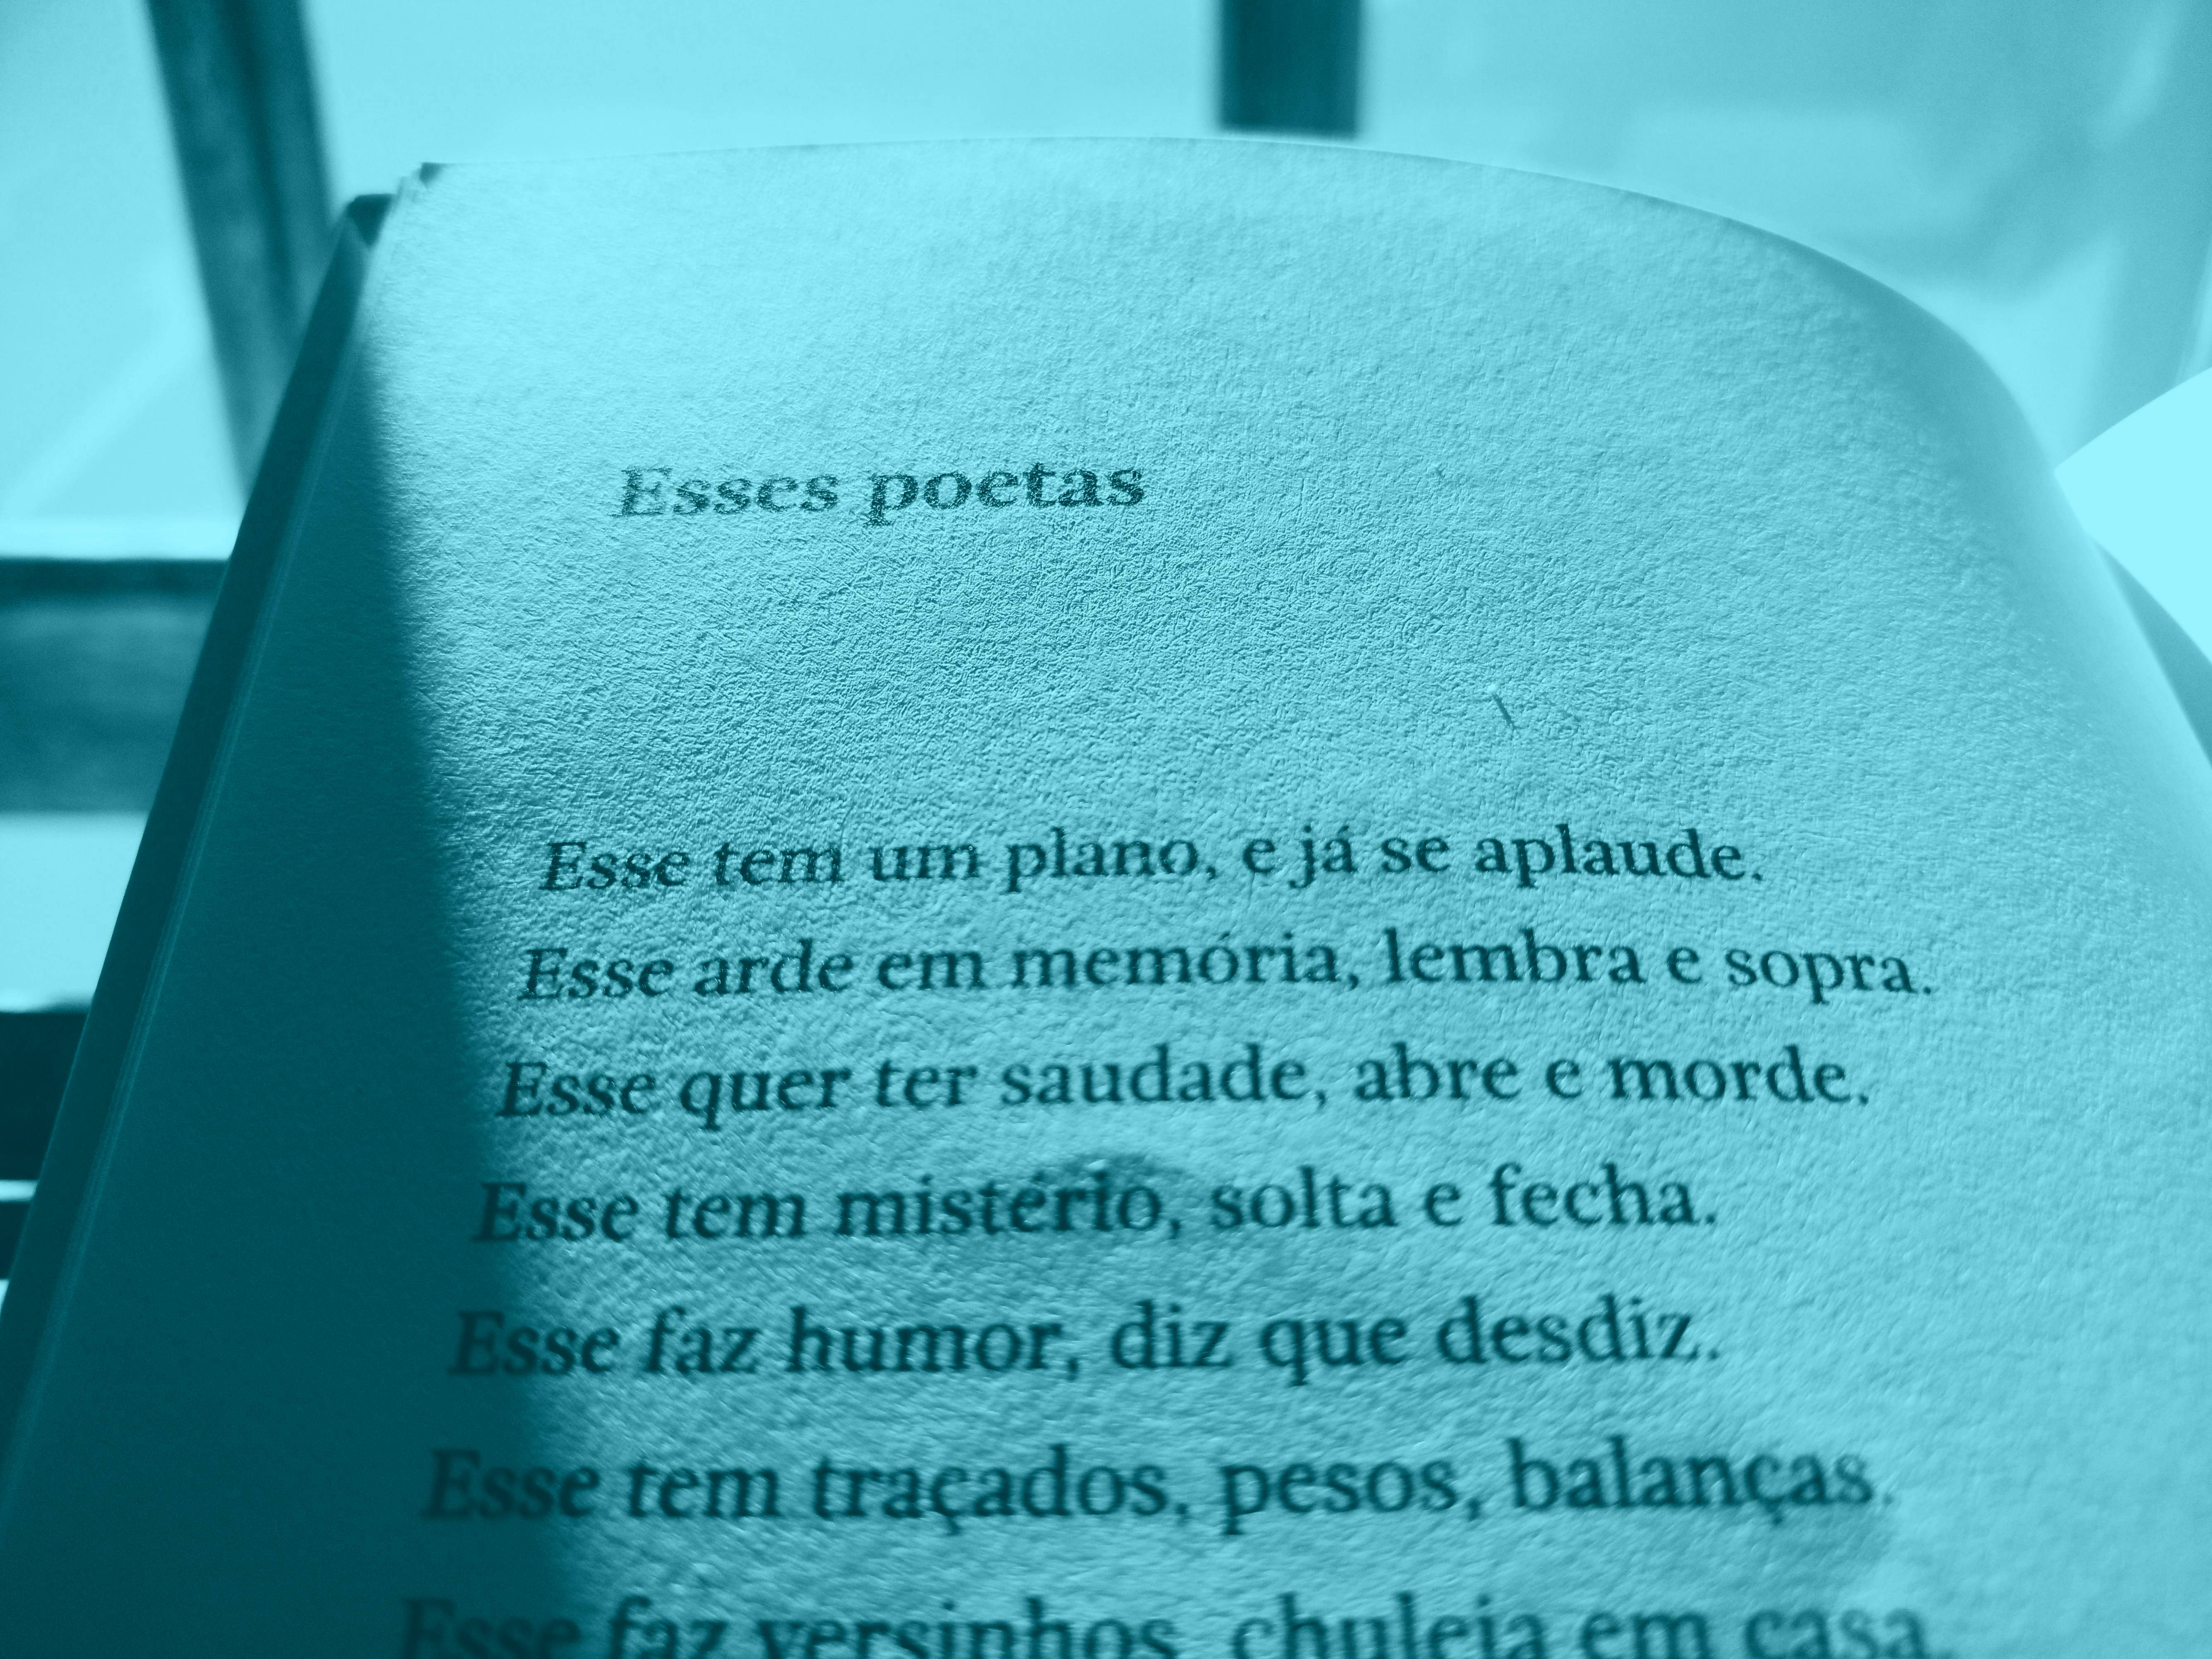 Esses poetas
Esse tem um plano, e já se aplaude.
Esse arde em memória, lembra e sopra.
Esse quer ter saudade, abre e morde.
Esse tem mistério, solta e fecha.
Esse faz humor, diz que desdiz.
Esse tem traçados, pesos, balanças.
Esse faz versinhos, chuleia em casa.